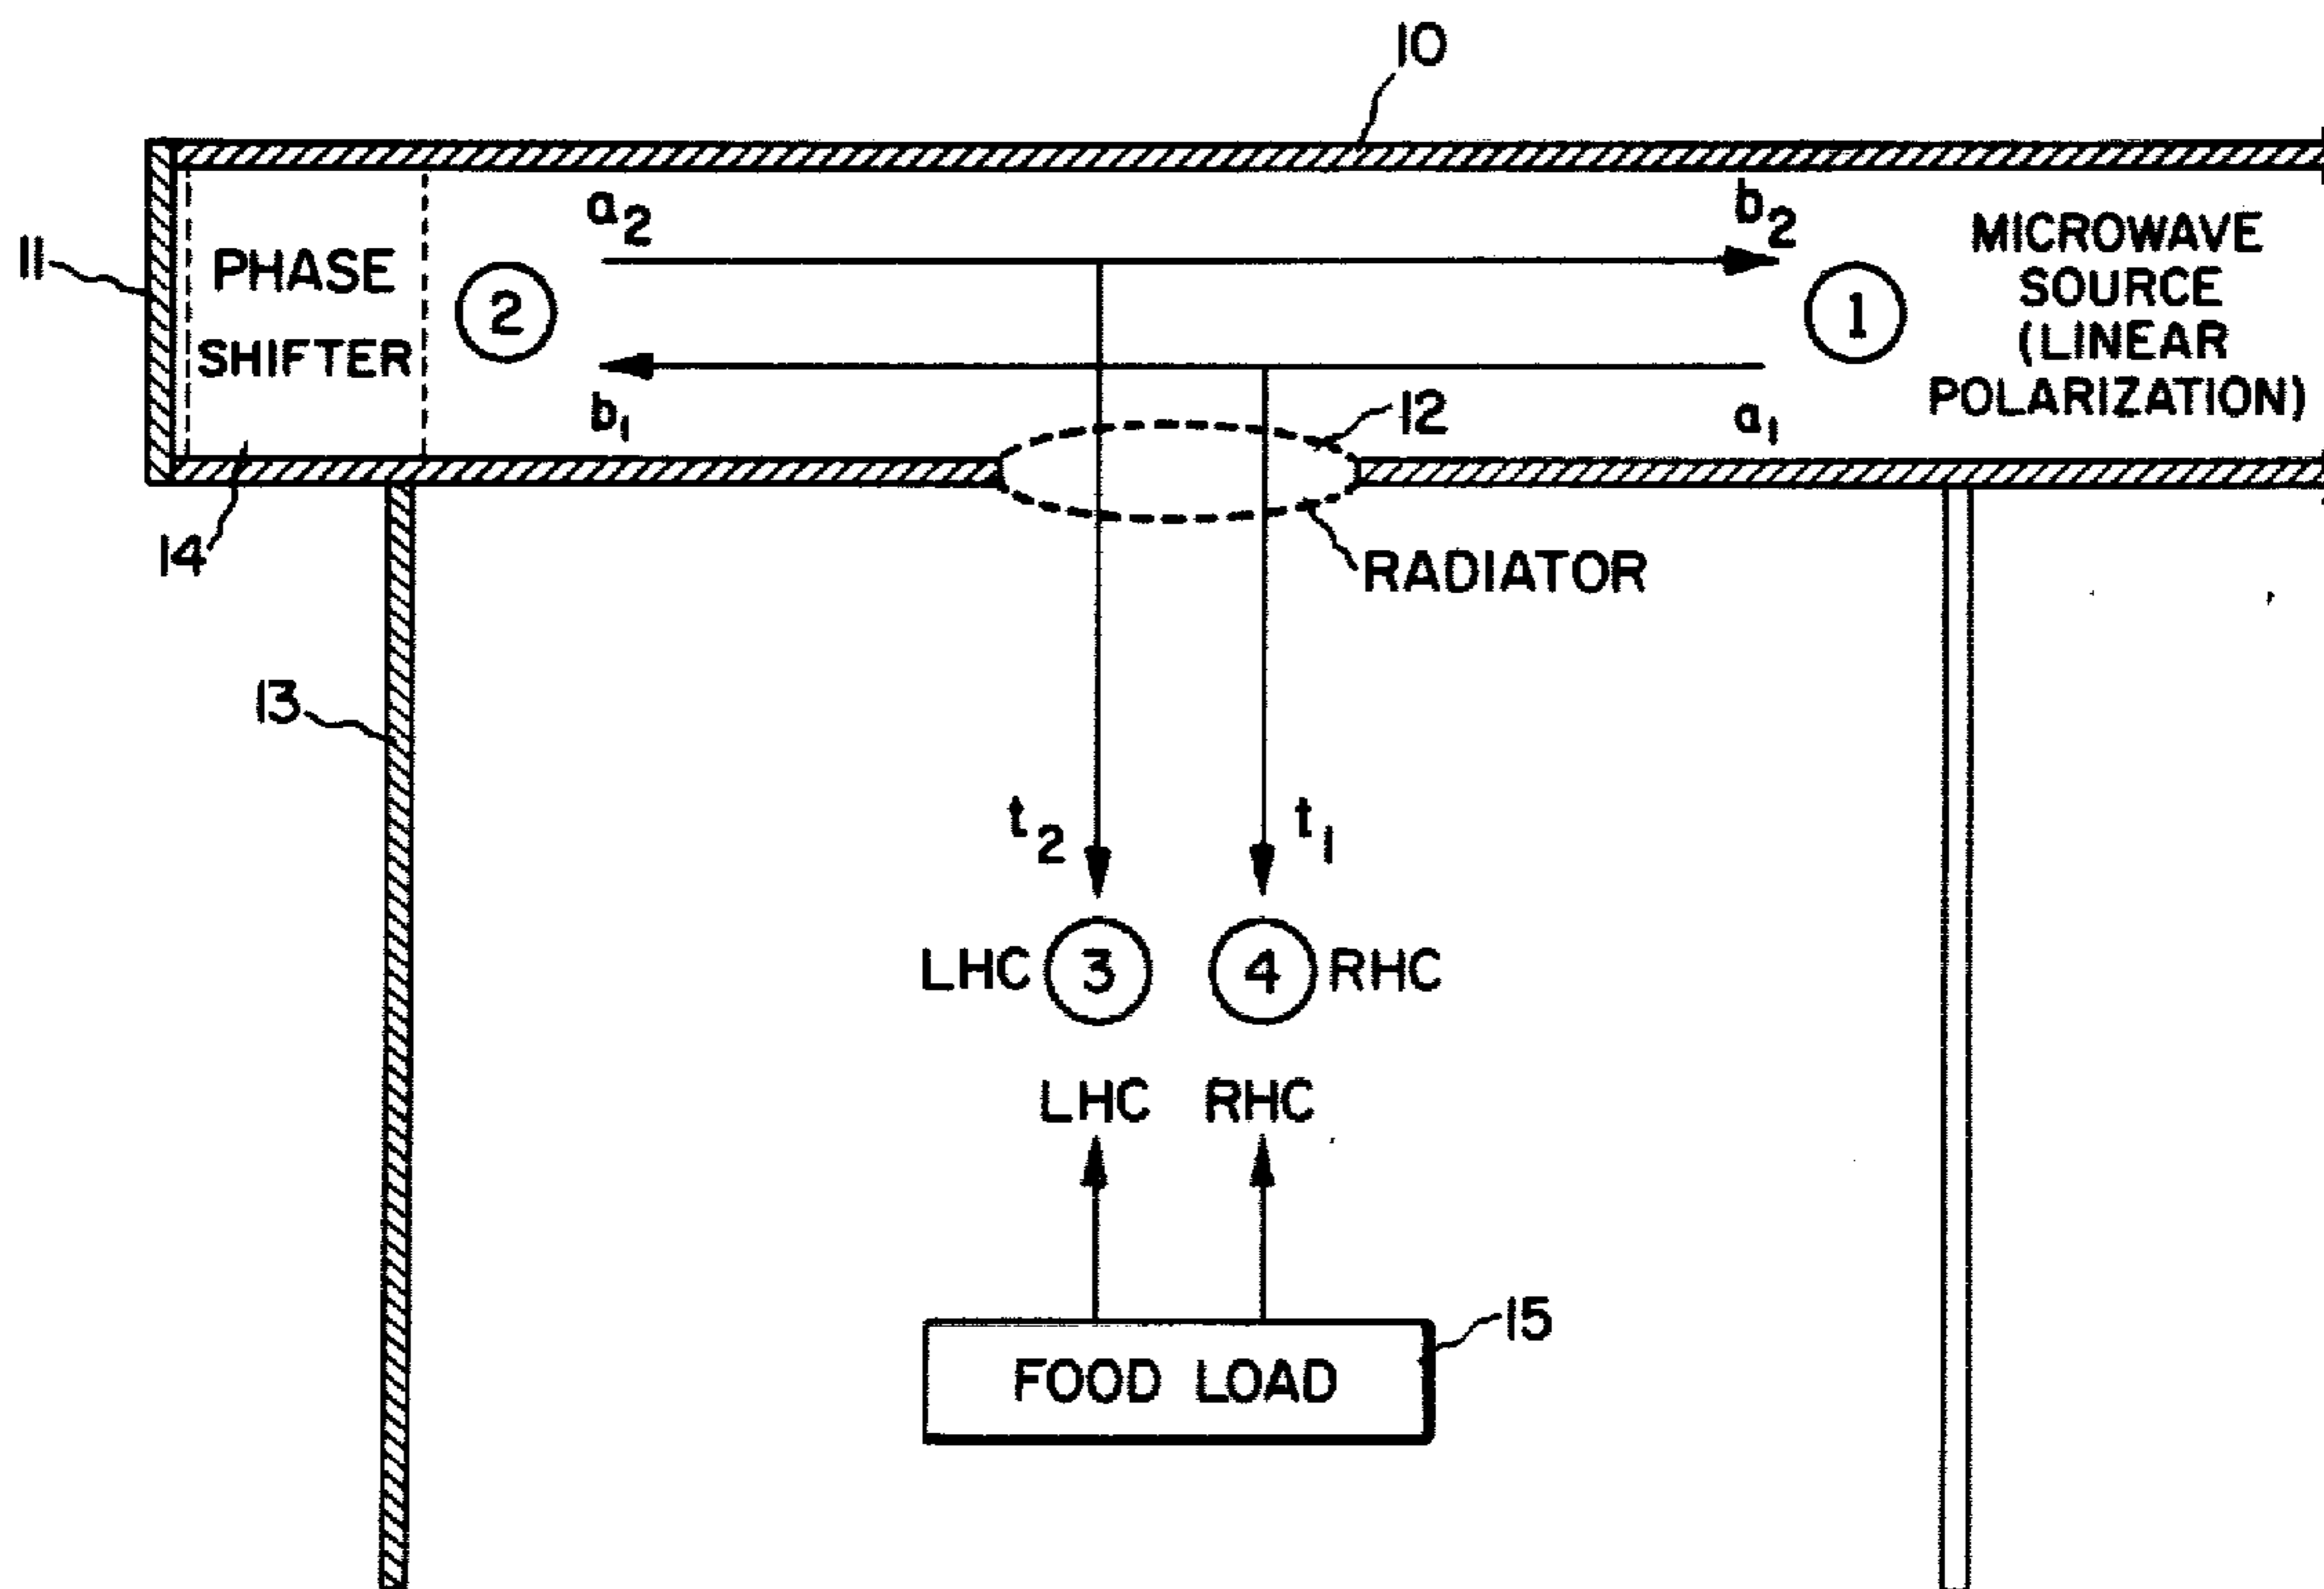 10
a2
b2
MICROWAVE
SOURCE
(LINEAR
POLARIZATION)
11
PHASE
SHIFTER
2
1
b1
12
a1
14
RADIATOR
13
t2
t1
LHC 3 4 RHC
LHC RHC
15
FOOD LOAD